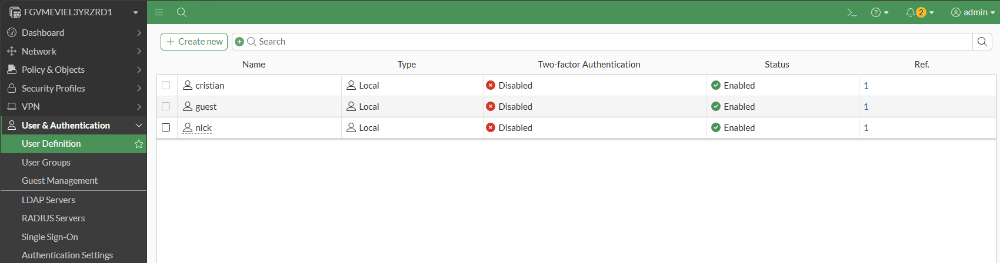 FGVMEVIEL3YRZRD1
2 admin
Dashboard
Network
Policy & Objects
Security Profiles
VPN
User & Authentication
User Definition
User Groups
Guest Management
LDAP Servers
RADIUS Servers
Single Sign-On
Authentication Settings
Create new Search
Name Type Two-factor Authentication Status Ref.
cristian Local Disabled Enabled 1
guest Local Disabled Enabled 1
nick Local Disabled Enabled 1